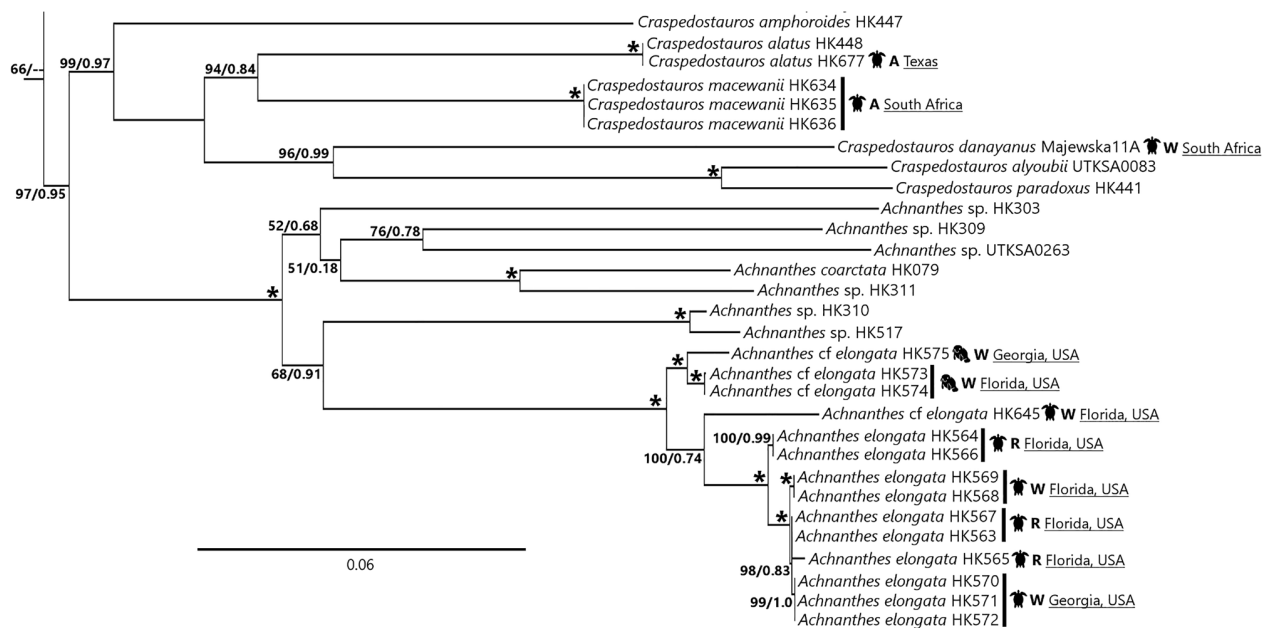 Craspedostauros amphoroides HK447
Craspedostauros alatus HK448
66/--
99/0.97
94/0.84
*
Craspedostauros alatus HK677 A Texas
Craspedostauros macewanii HK634
*
Craspedostauros macewanii HK635 A South Africa
Craspedostauros macewanii HK636
96/0.99
Craspedostauros danayanus Majewska11A W South Africa
*
Craspedostauros alyoubii UTKSA0083
97/0.95
Craspedostauros paradoxus HK441
Achnanthes sp. HK303
52/0.68
76/0.78
Achnanthes sp. HK309
Achnanthes sp. UTKSA0263
51/0.18
*
Achnanthes coarctata HK079
*
Achnanthes sp. HK311
*
Achnanthes sp. HK310
Achnanthes sp. HK517
*
Achnanthes cf elongata HK575 W Georgia, USA
68/0.91
*
Achnanthes cf elongata HK573
Achnanthes cf elongata HK574 W Florida, USA
*
Achnanthes cf elongata HK645 W Florida, USA
100/0.99
Achnanthes elongata HK564
R Florida, USA
100/0.74
Achnanthes elongata HK566
*
*
Achnanthes elongata HK569
Achnanthes elongata HK568
W Florida, USA
*
Achnanthes elongata HK567
Achnanthes elongata HK563
R Florida, USA
Achnanthes elongata HK565 R Florida, USA
98/0.83
Achnanthes elongata HK570
99/1.0
Achnanthes elongata HK571 W Georgia, USA
Achnanthes elongata HK572
0.06